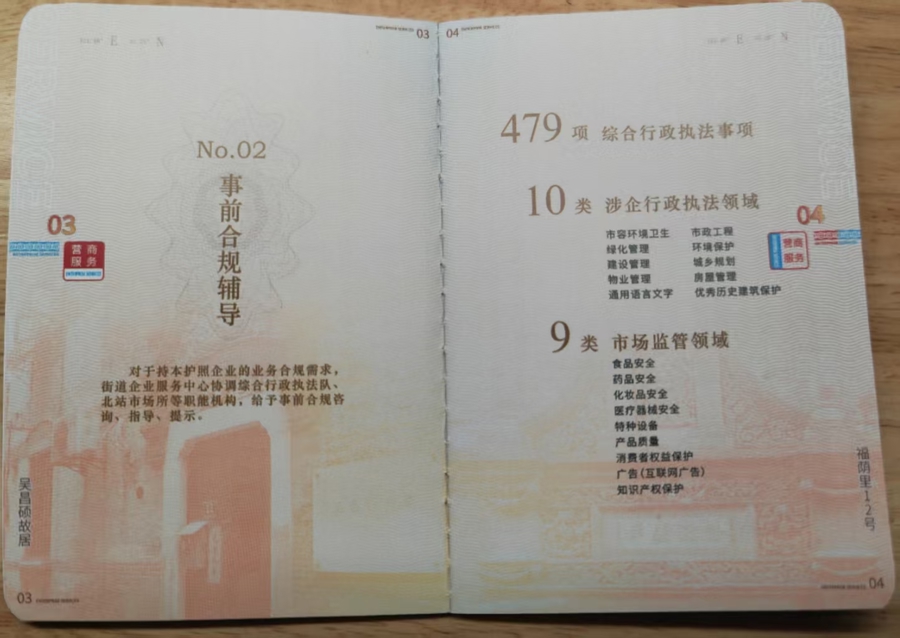 03
E N
No.02
事前合规辅导
03
营商
服务
对于持本护照企业的业务合规需求，
街道企业服务中心协调综合行政执法队、
北站市场所等职能机构，给予事前合规咨
询、指导、提示。
吴昌硕故居
03
04
E N
479 项 综合行政执法事项
10 类 涉企行政执法领域
市容环境卫生 市政工程
绿化管理 环境保护
建设管理 城乡规划
物业管理 房屋管理
通用语言文字 优秀历史建筑保护
04
营商
服务
9 类 市场监管领域
食品安全
药品安全
化妆品安全
医疗器械安全
特种设备
产品质量
消费者权益保护
广告（互联网广告）
知识产权保护
福荫里12号
04